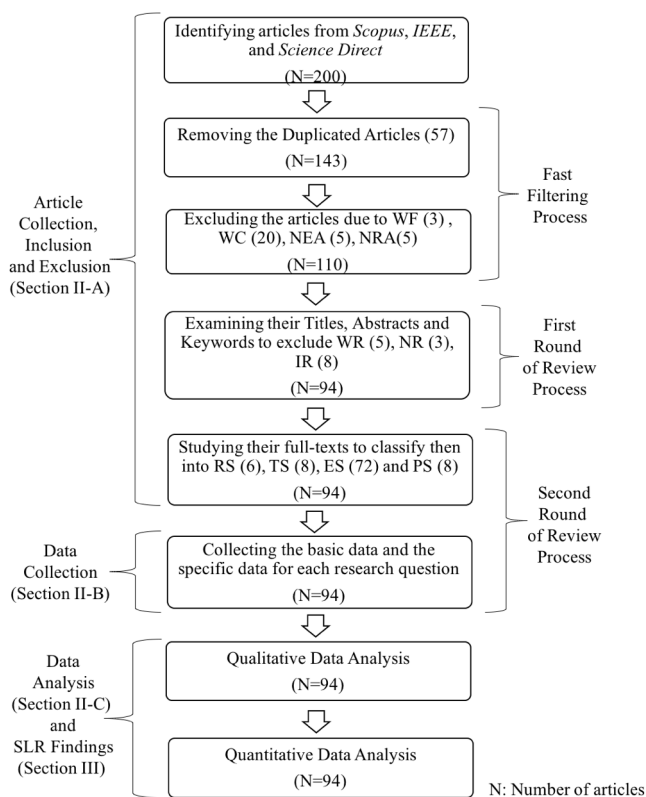 Identifying articles from Scopus, IEEE,
and Science Direct
(N=200)
Removing the Duplicated Articles (57)
(N=143)
Excluding the articles due to WF (3) ,
WC (20), NEA (5), NRA(5)
(N=110)
Examining their Titles, Abstracts and
Keywords to exclude WR (5), NR (3),
IR (8)
(N=94)
Studying their full-texts to classify then
into RS (6), TS (8), ES (72) and PS (8)
(N=94)
Collecting the basic data and the
specific data for each research question
(N=94)
Qualitative Data Analysis
(N=94)
Quantitative Data Analysis
(N=94)
Article
Collection,
Inclusion
and Exclusion
(Section II-A)
Data
Collection
(Section II-B)
Data
Analysis
(Section II-C)
and
SLR Findings
(Section III)
Fast
Filtering
Process
First
Round
of Review
Process
Second
Round
of Review
Process
N: Number of articles